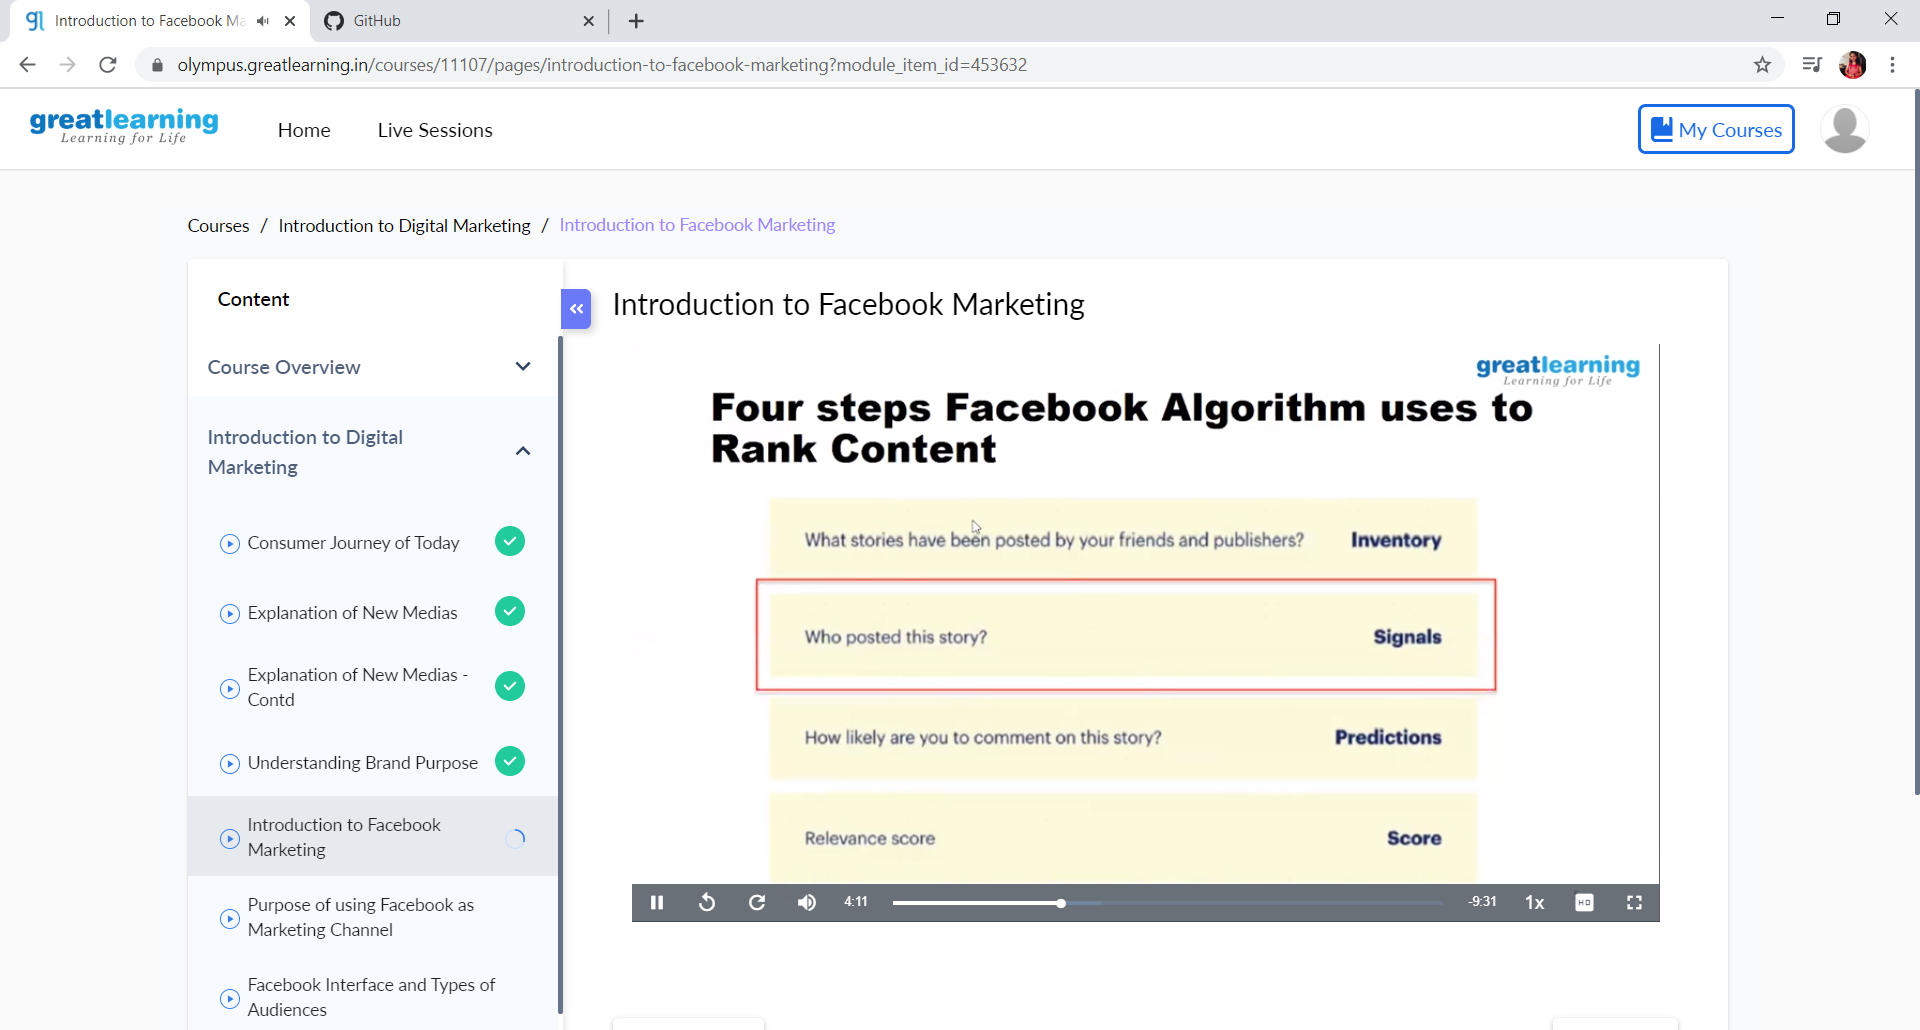 Introduction to Facebook Ma
GitHub
olympus.greatlearning.in/courses/11107/pages/introduction-to-facebook-marketing?module_item_id=453632
greatlearning
Learning for Life
Home
Live Sessions
My Courses
Courses / Introduction to Digital Marketing / Introduction to Facebook Marketing
Content
Course Overview
Introduction to Digital
Marketing
Consumer Journey of Today
Explanation of New Medias
Explanation of New Medias -
Contd
Understanding Brand Purpose
Introduction to Facebook
Marketing
Purpose of using Facebook as
Marketing Channel
Facebook Interface and Types of
Audiences
Introduction to Facebook Marketing
greatlearning
Learning for Life
Four steps Facebook Algorithm uses to
Rank Content
What stories have been posted by your friends and publishers? Inventory
Who posted this story? Signals
How likely are you to comment on this story? Predictions
Relevance score Score
4:11
-9:31
1x
HD